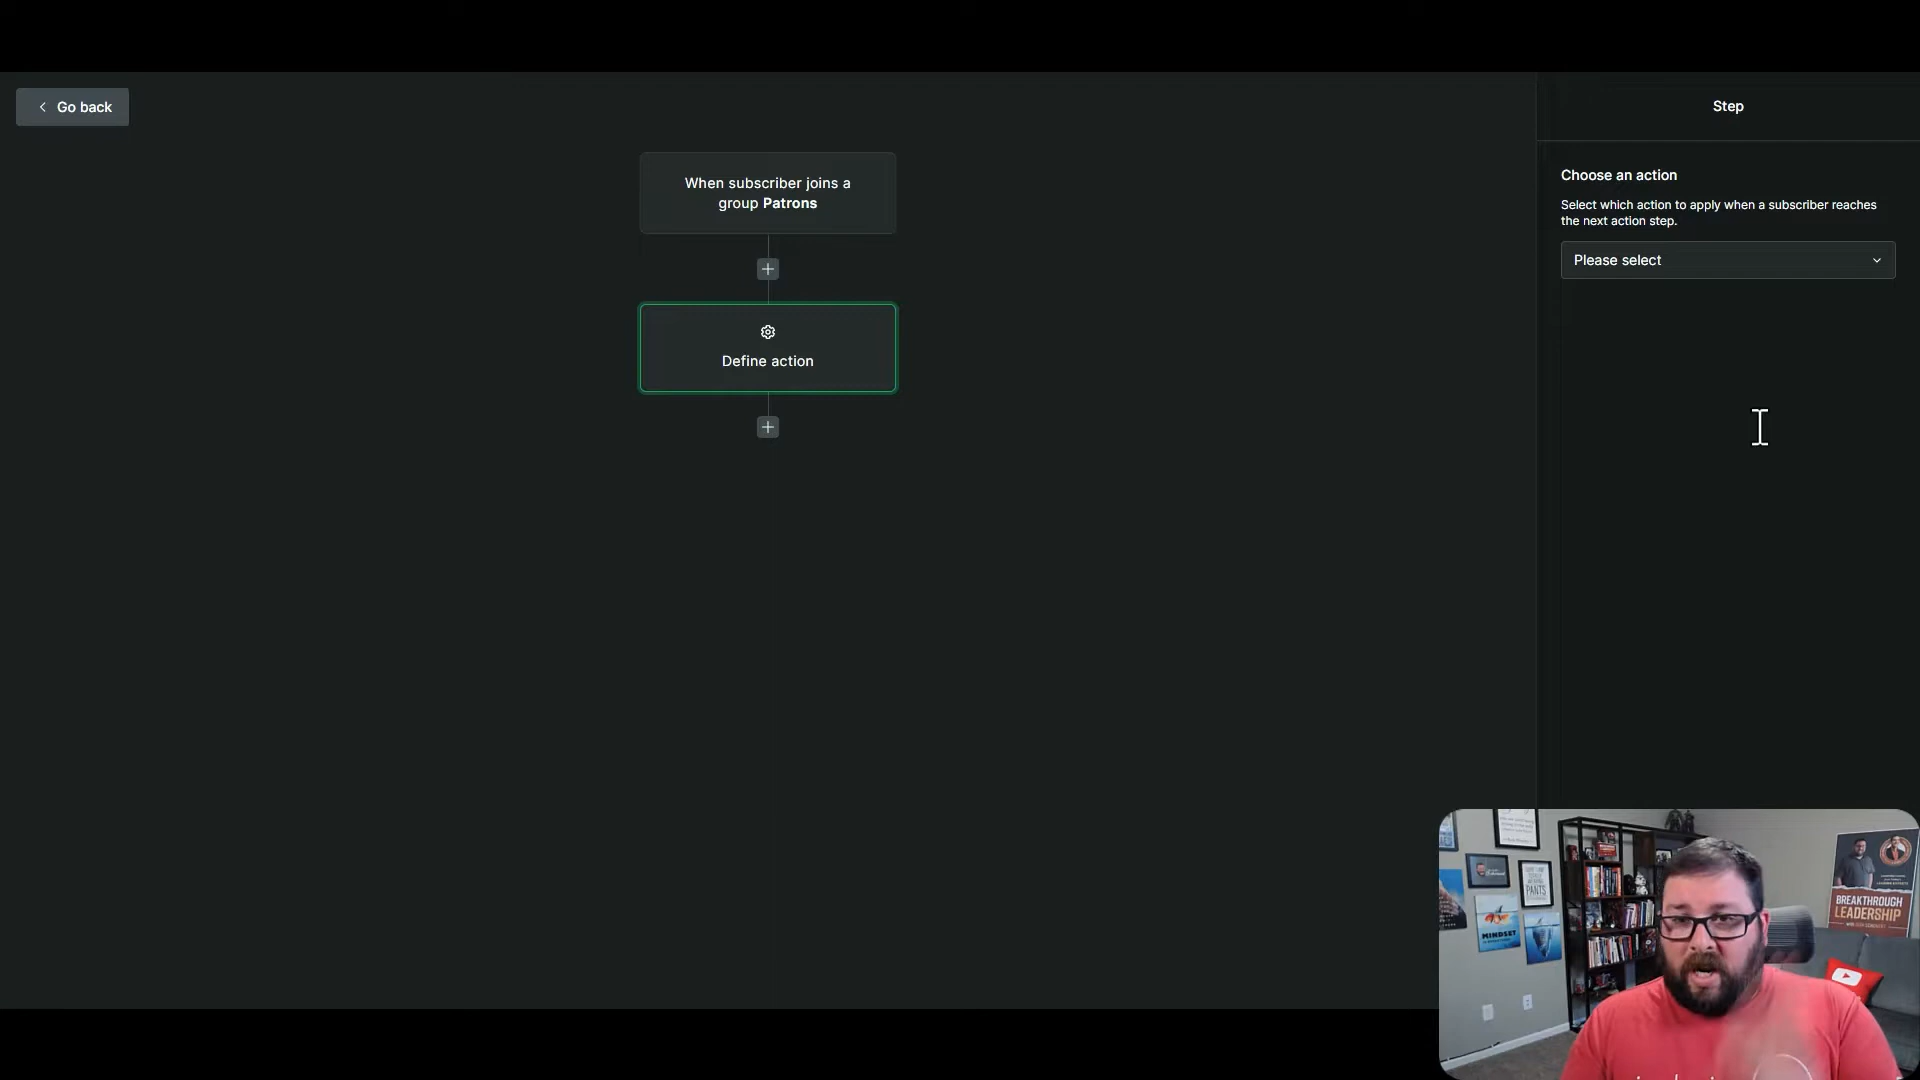 Go back
When subscriber joins a
group Patrons
Define action
Step
Choose an action
Select which action to apply when a subscriber reaches
the next action step.
Please select
PANTS
MINDSET
BREAKTHROUGH
LEADERSHIP